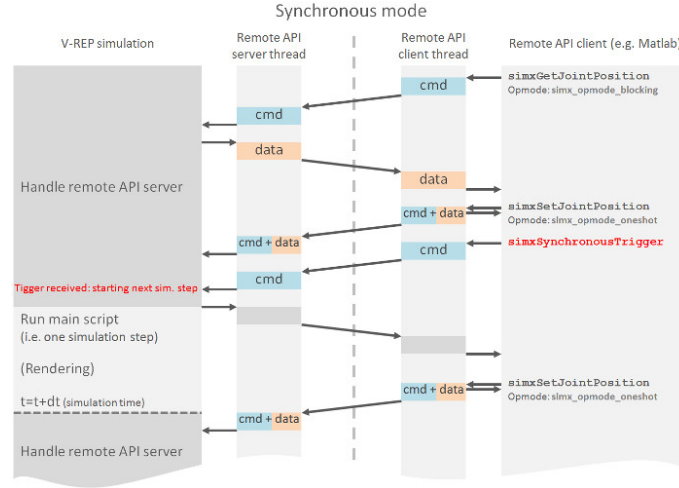 Synchronous mode
V-REP simulation
Remote API
server thread
Remote API
client thread
Remote API client (e.g. Matlab)
simxGetJointPosition
Opmode: simx_opmode_blocking
cmd
cmd
data
data
Handle remote API server
simxSetJointPosition
Opmode: simx_opmode_oneshot
cmd + data
cmd + data
simxSynchronousTrigger
cmd
cmd
Tigger received: starting next sim. step
Run main script
(i.e. one simulation step)
(Rendering)
simxSetJointPosition
Opmode: simx_opmode_oneshot
cmd + data
t=t+dt (simulation time)
cmd + data
Handle remote API server